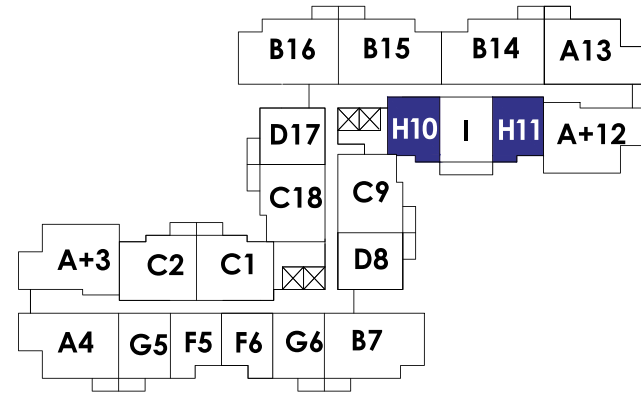 B16 B15 B14 A13
D17 H10 I H11 A+12
C18 C9
A+3 C2 C1 D8
A4 G5 F5 F6 G6 B7